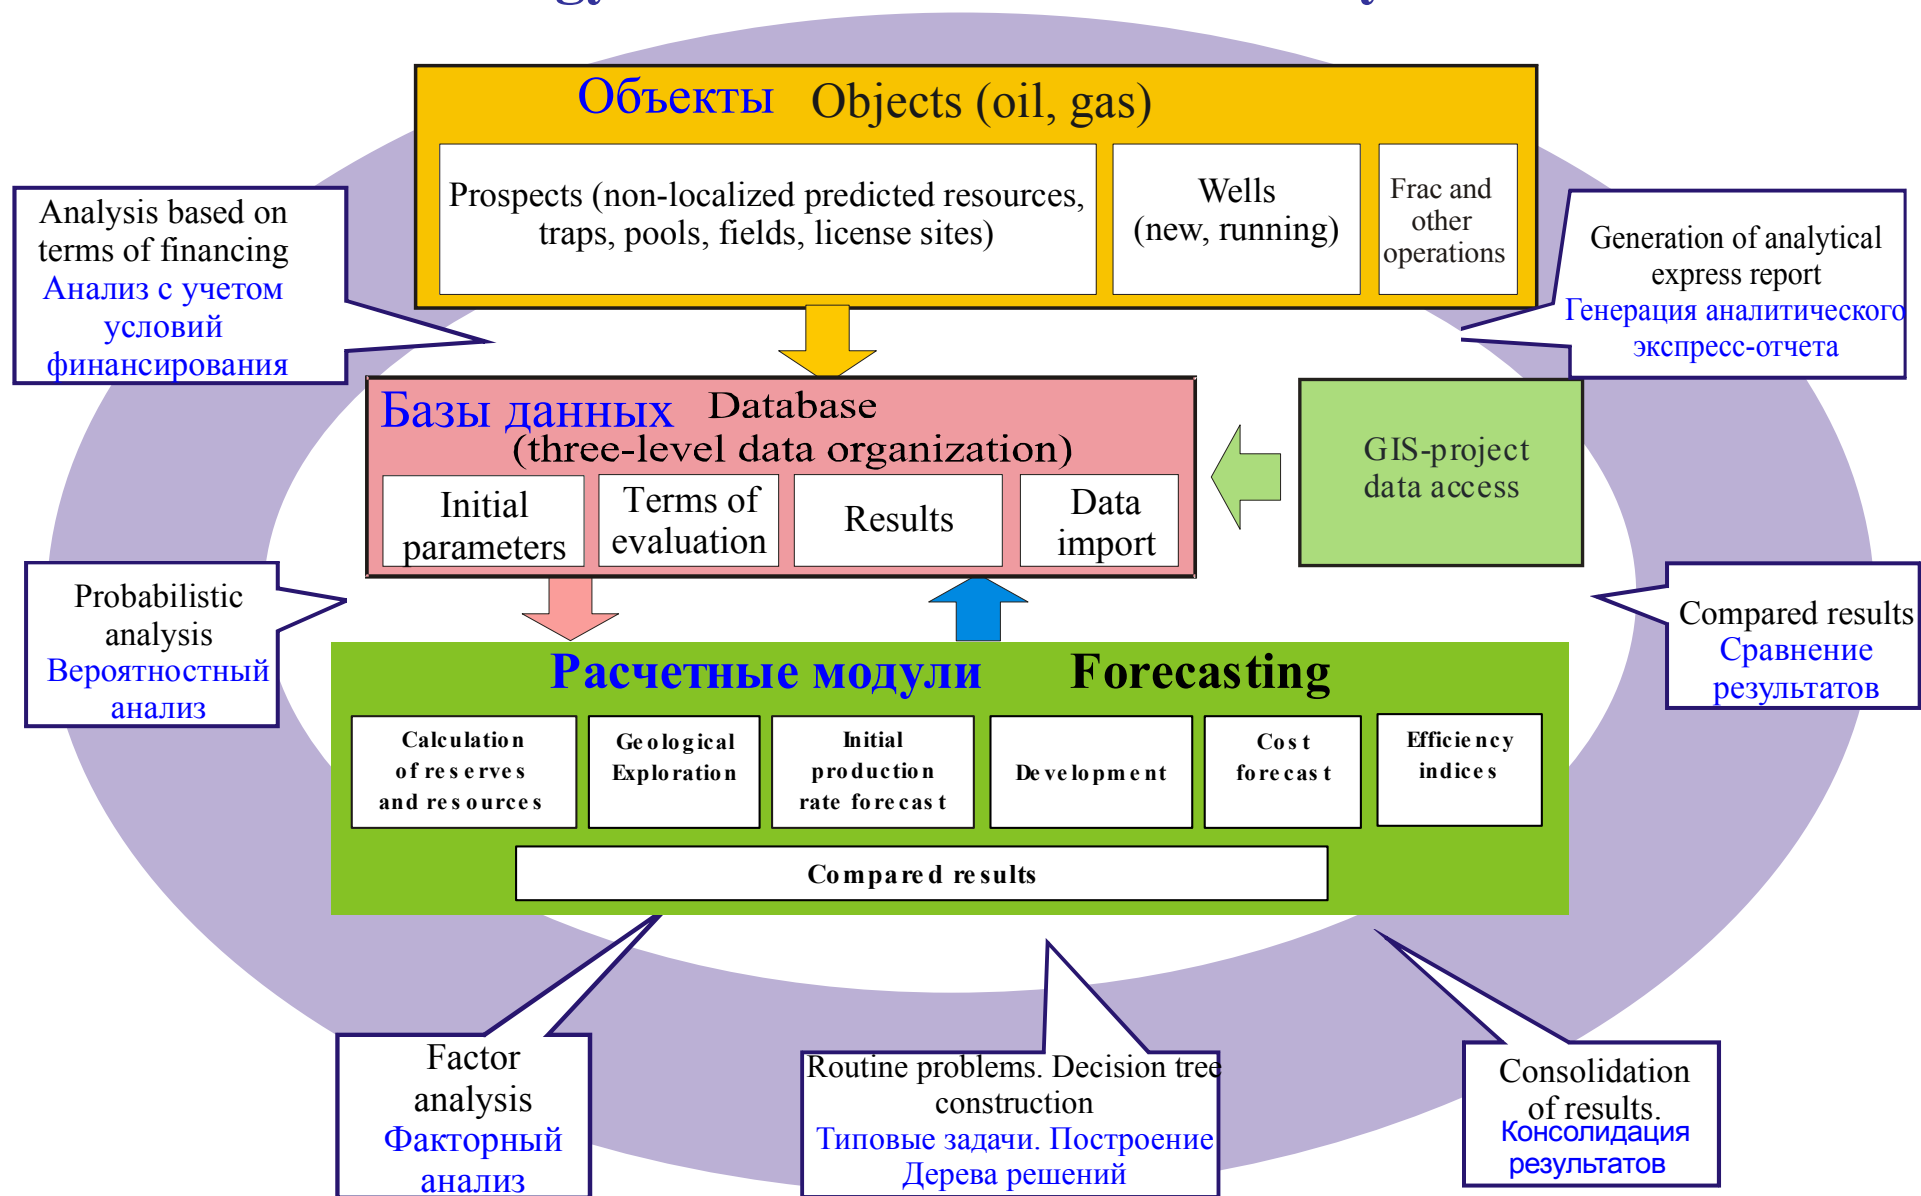 Объекты Objects (oil, gas)
Prospects (non-localized predicted resources,
traps, pools, fields, license sites)
Wells
(new, running)
Frac and
other
operations
Analysis based on
terms of financing
Анализ с учетом
условий
финансирования
Generation of analytical
express report
Генерация аналитического
экспресс-отчета
Базы данных Database
(three-level data organization)
Initial
parameters
Terms of
evaluation
Results
Data
import
GIS-project
data access
Probabilistic
analysis
Вероятностный
анализ
Compared results
Сравнение
результатов
Расчетные модули Forecasting
Calculation
of reserves
and resources
Geological
Exploration
Initial
production
rate forecast
Development
Cost
forecast
Efficiency
indices
Compared results
Factor
analysis
Факторный
анализ
Routine problems. Decision tree
construction
Типовые задачи. Построение
Дерева решений
Consolidation
of results.
Консолидация
результатов